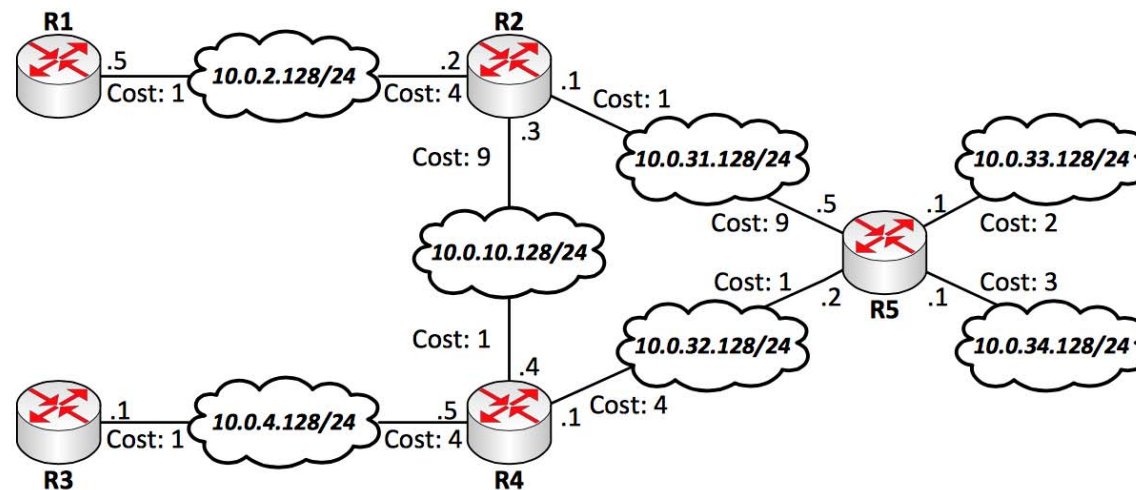 R1
R2
.5
10.0.2.128/24
.2
Cost: 1
Cost: 4
.1
Cost: 1
.3
Cost: 9
10.0.31.128/24
10.0.33.128/24
.5
.1
Cost: 9
Cost: 2
10.0.10.128/24
Cost: 1
.2
R5
.1
Cost: 3
Cost: 1
.4
10.0.32.128/24
10.0.34.128/24
.1
Cost: 4
.1
10.0.4.128/24
.5
Cost: 1
Cost: 4
R3
R4